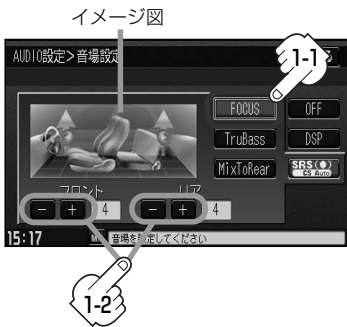 イメージ図
AUDIO設定>音場設定
1-1
FOCUS
OFF
TruBass
DSP
MixToRear
SRS(●)
CS Auto
フロント
リア
− + 4
− + 4
15:17
音場を設定してください
1-2